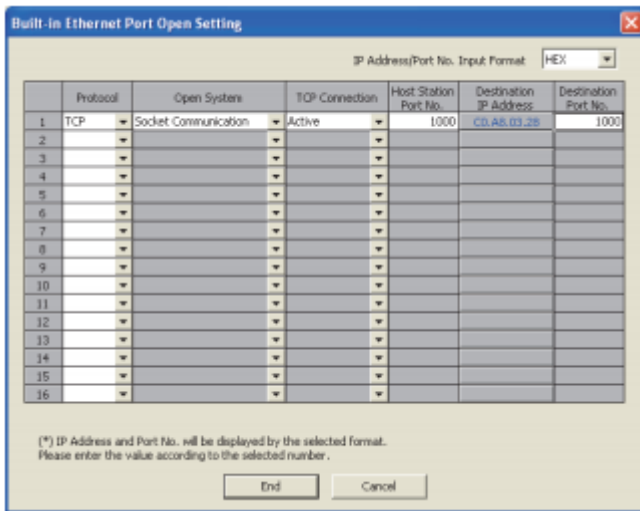 Built-in Ethernet Port Open Setting
IP Address/Port No. Input Format HEX
Protocol Open System TCP Connection Host Station Port No. Destination IP Address Destination Port No.
1 TCP Socket Communication Active 1000 C0.A8.03.28 1000
2
3
4
5
6
7
8
9
10
11
12
13
14
15
16
(*) IP Address and Port No. will be displayed by the selected format.
Please enter the value according to the selected number.
End Cancel